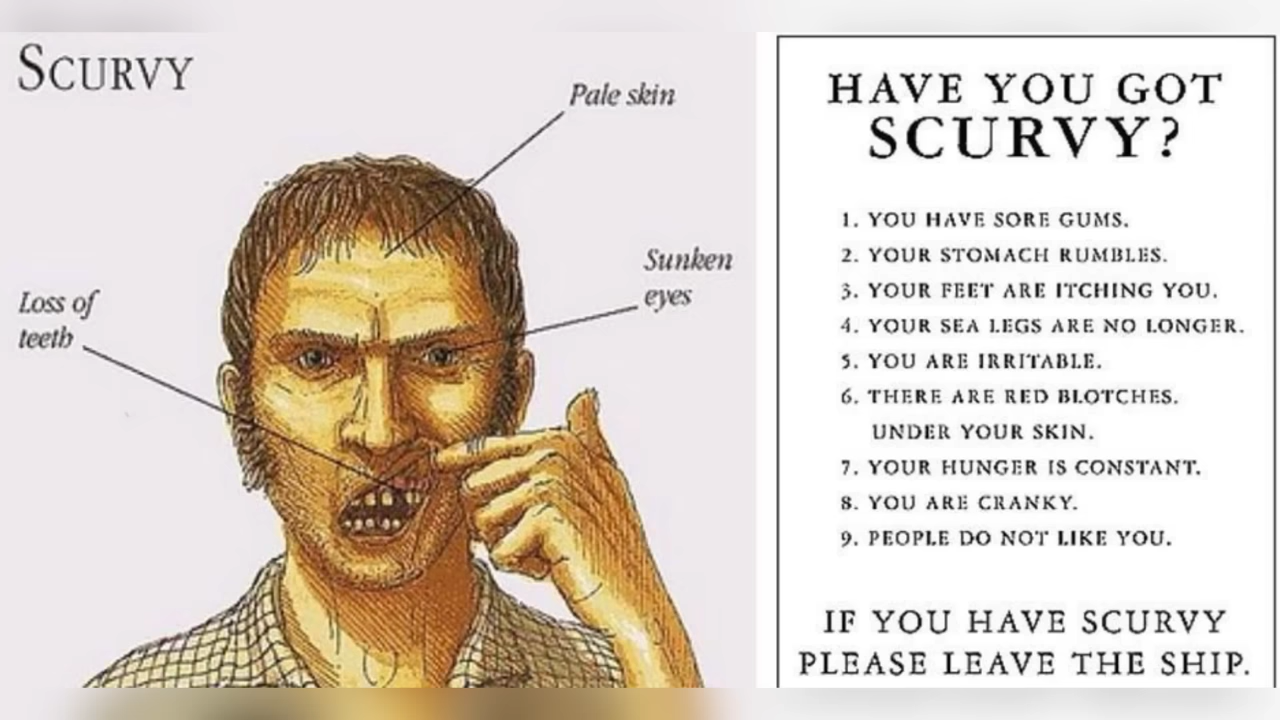 SCURVY
Pale skin
Sunken
eyes
Loss of
teeth
HAVE YOU GOT
SCURVY?
1. YOU HAVE SORE GUMS.
2. YOUR STOMACH RUMBLES.
3. YOUR FEET ARE ITCHING YOU.
4. YOUR SEA LEGS ARE NO LONGER.
5. YOU ARE IRRITABLE.
6. THERE ARE RED BLOTCHES.
UNDER YOUR SKIN.
7. YOUR HUNGER IS CONSTANT.
8. YOU ARE CRANKY.
9. PEOPLE DO NOT LIKE YOU.
IF YOU HAVE SCURVY
PLEASE LEAVE THE SHIP.